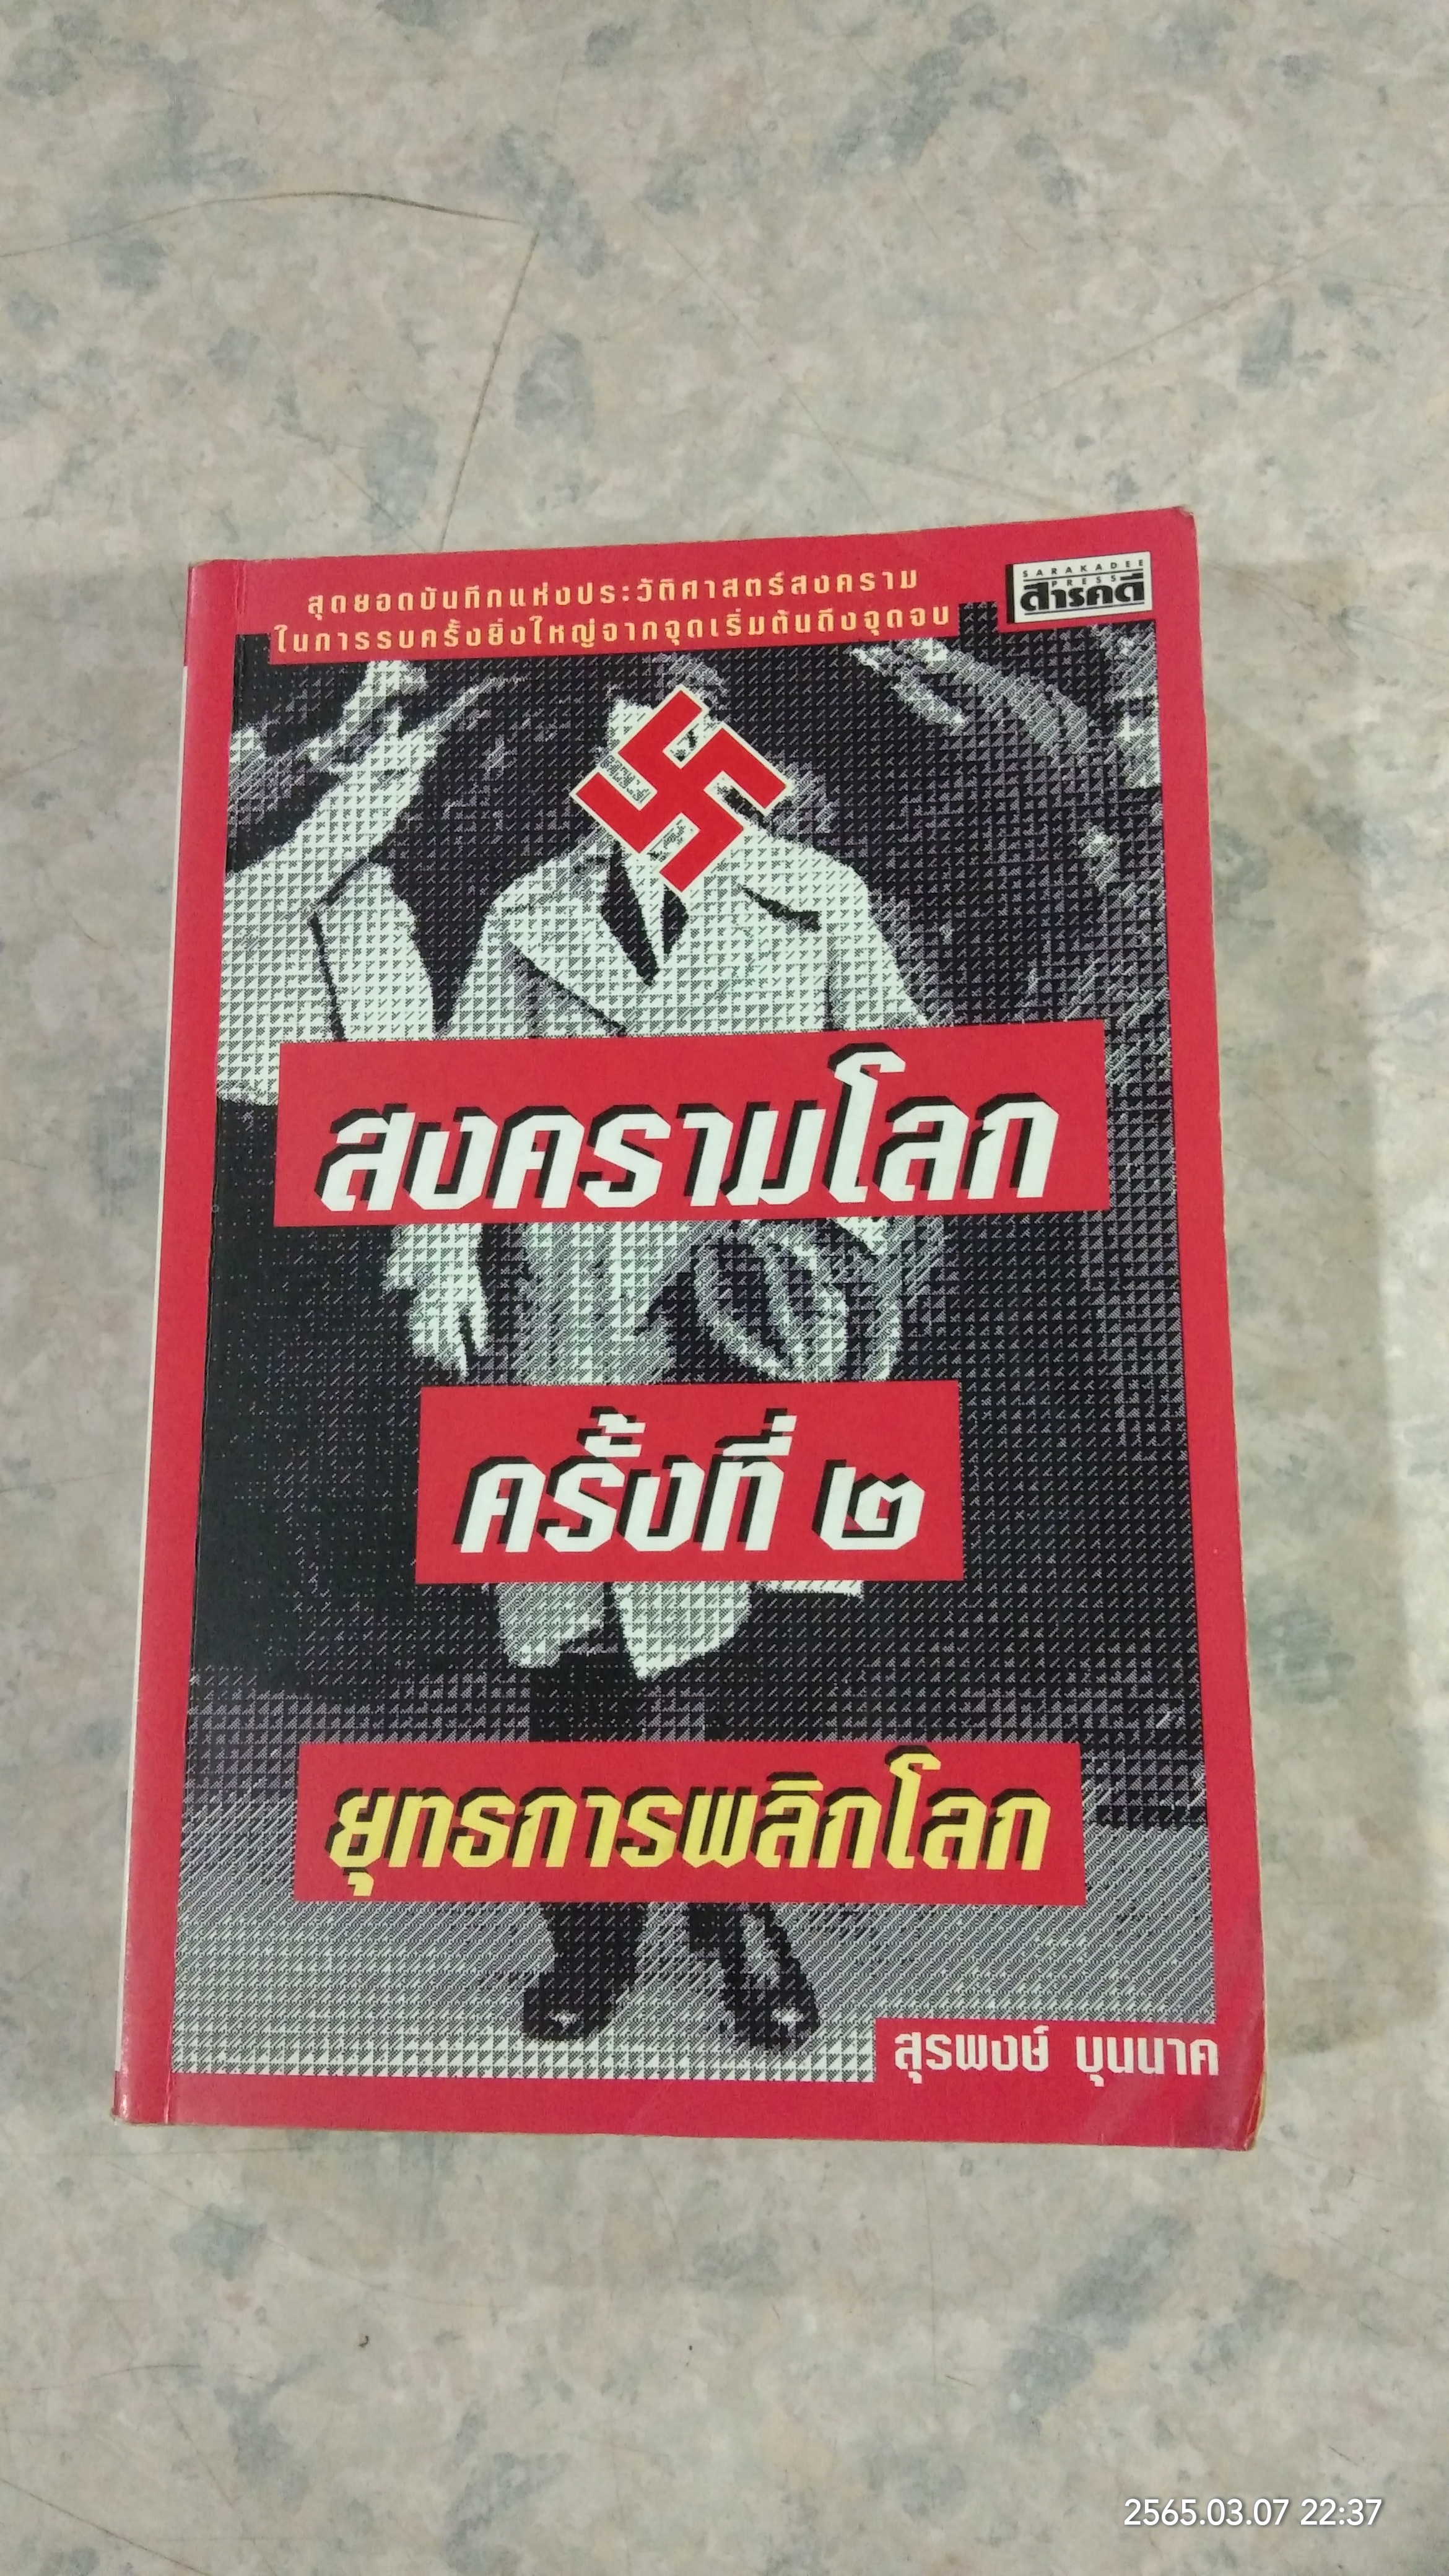 สุดยอดบันทึกแห่งประวัติศาสตร์สงคราม
ในการรบครั้งยิ่งใหญ่จากจุดเริ่มต้นถึงจุดจบ
SARAKADEE
PRESS
สารคดี
สงครามโลก
ครั้งที่ ๒
ยุทธการพลิกโลก
สุรพงษ์ บุนนาค
2565.03.07 22:37